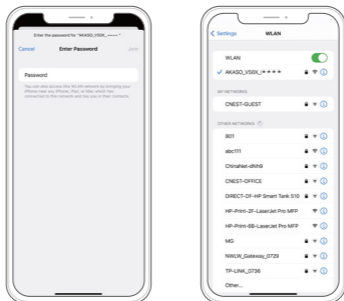 Enter the password for "AKASO_V50X_****"
Cancel
Enter Password
Join
Password
You can also access this WLAN network by bringing your
iPhone near any iPhone, iPad, or Mac which has
connected to this network and has you in their contacts.
Settings
WLAN
WLAN
AKASO_V50X_****
MY NETWORKS
CNEST-GUEST
OTHER NETWORKS
801
abc111
ChinaNet-dNh9
CNEST-OFFICE
DIRECT-DF-HP Smart Tank 510
HP-Print-2F-LaserJet Pro MFP
HP-Print-6B-LaserJet Pro MFP
MG
NWLW_Gateway_0729
TP-LINK_0736
Other...